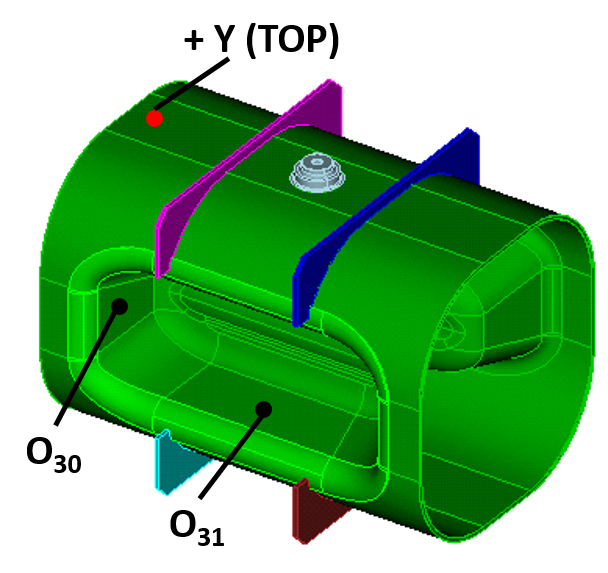 + Y (TOP)
O₃₀
O₃₁